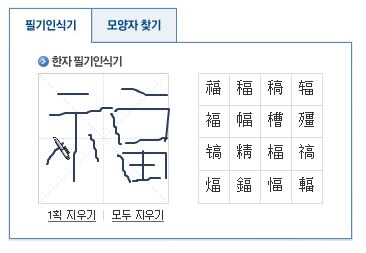 필기인식기 모양자 찾기
한자 필기인식기
福
福 稫 稿 辐
褔 幅 槽 殭
镐 精 楅 禞
煏 鍢 愊 輻
1획 지우기 | 모두 지우기